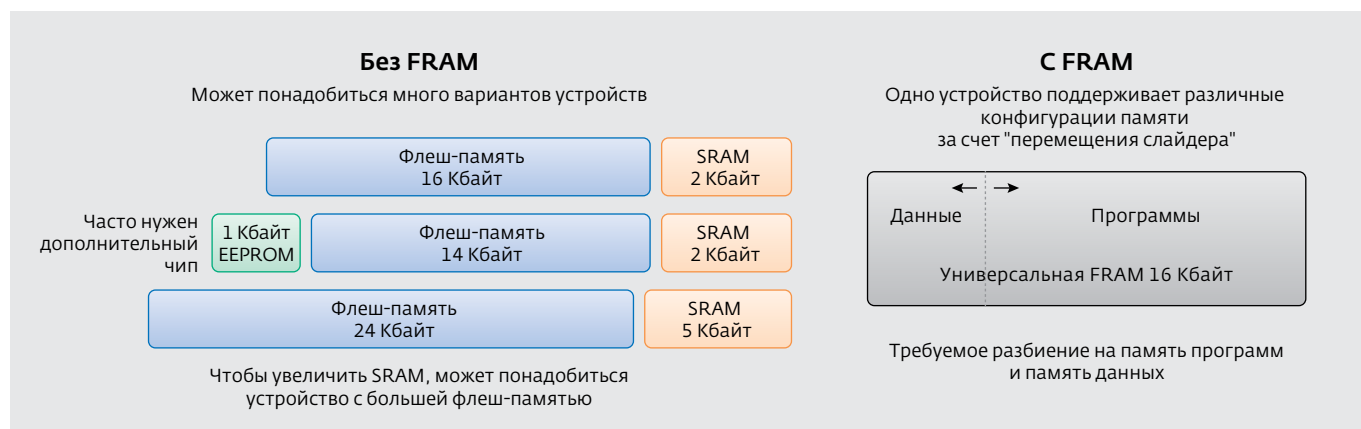 Без FRAM
Может понадобиться много вариантов устройств
Флеш-память
16 Кбайт
SRAM
2 Кбайт
Часто нужен
дополнительный
чип
1 Кбайт
EEPROM
Флеш-память
14 Кбайт
SRAM
2 Кбайт
Флеш-память
24 Кбайт
SRAM
5 Кбайт
Чтобы увеличить SRAM, может понадобиться
устройство с большей флеш-памятью
С FRAM
Одно устройство поддерживает различные
конфигурации памяти
за счет "перемещения слайдера"
Данные
Программы
Универсальная FRAM 16 Кбайт
Требуемое разбиение на память программ
и память данных